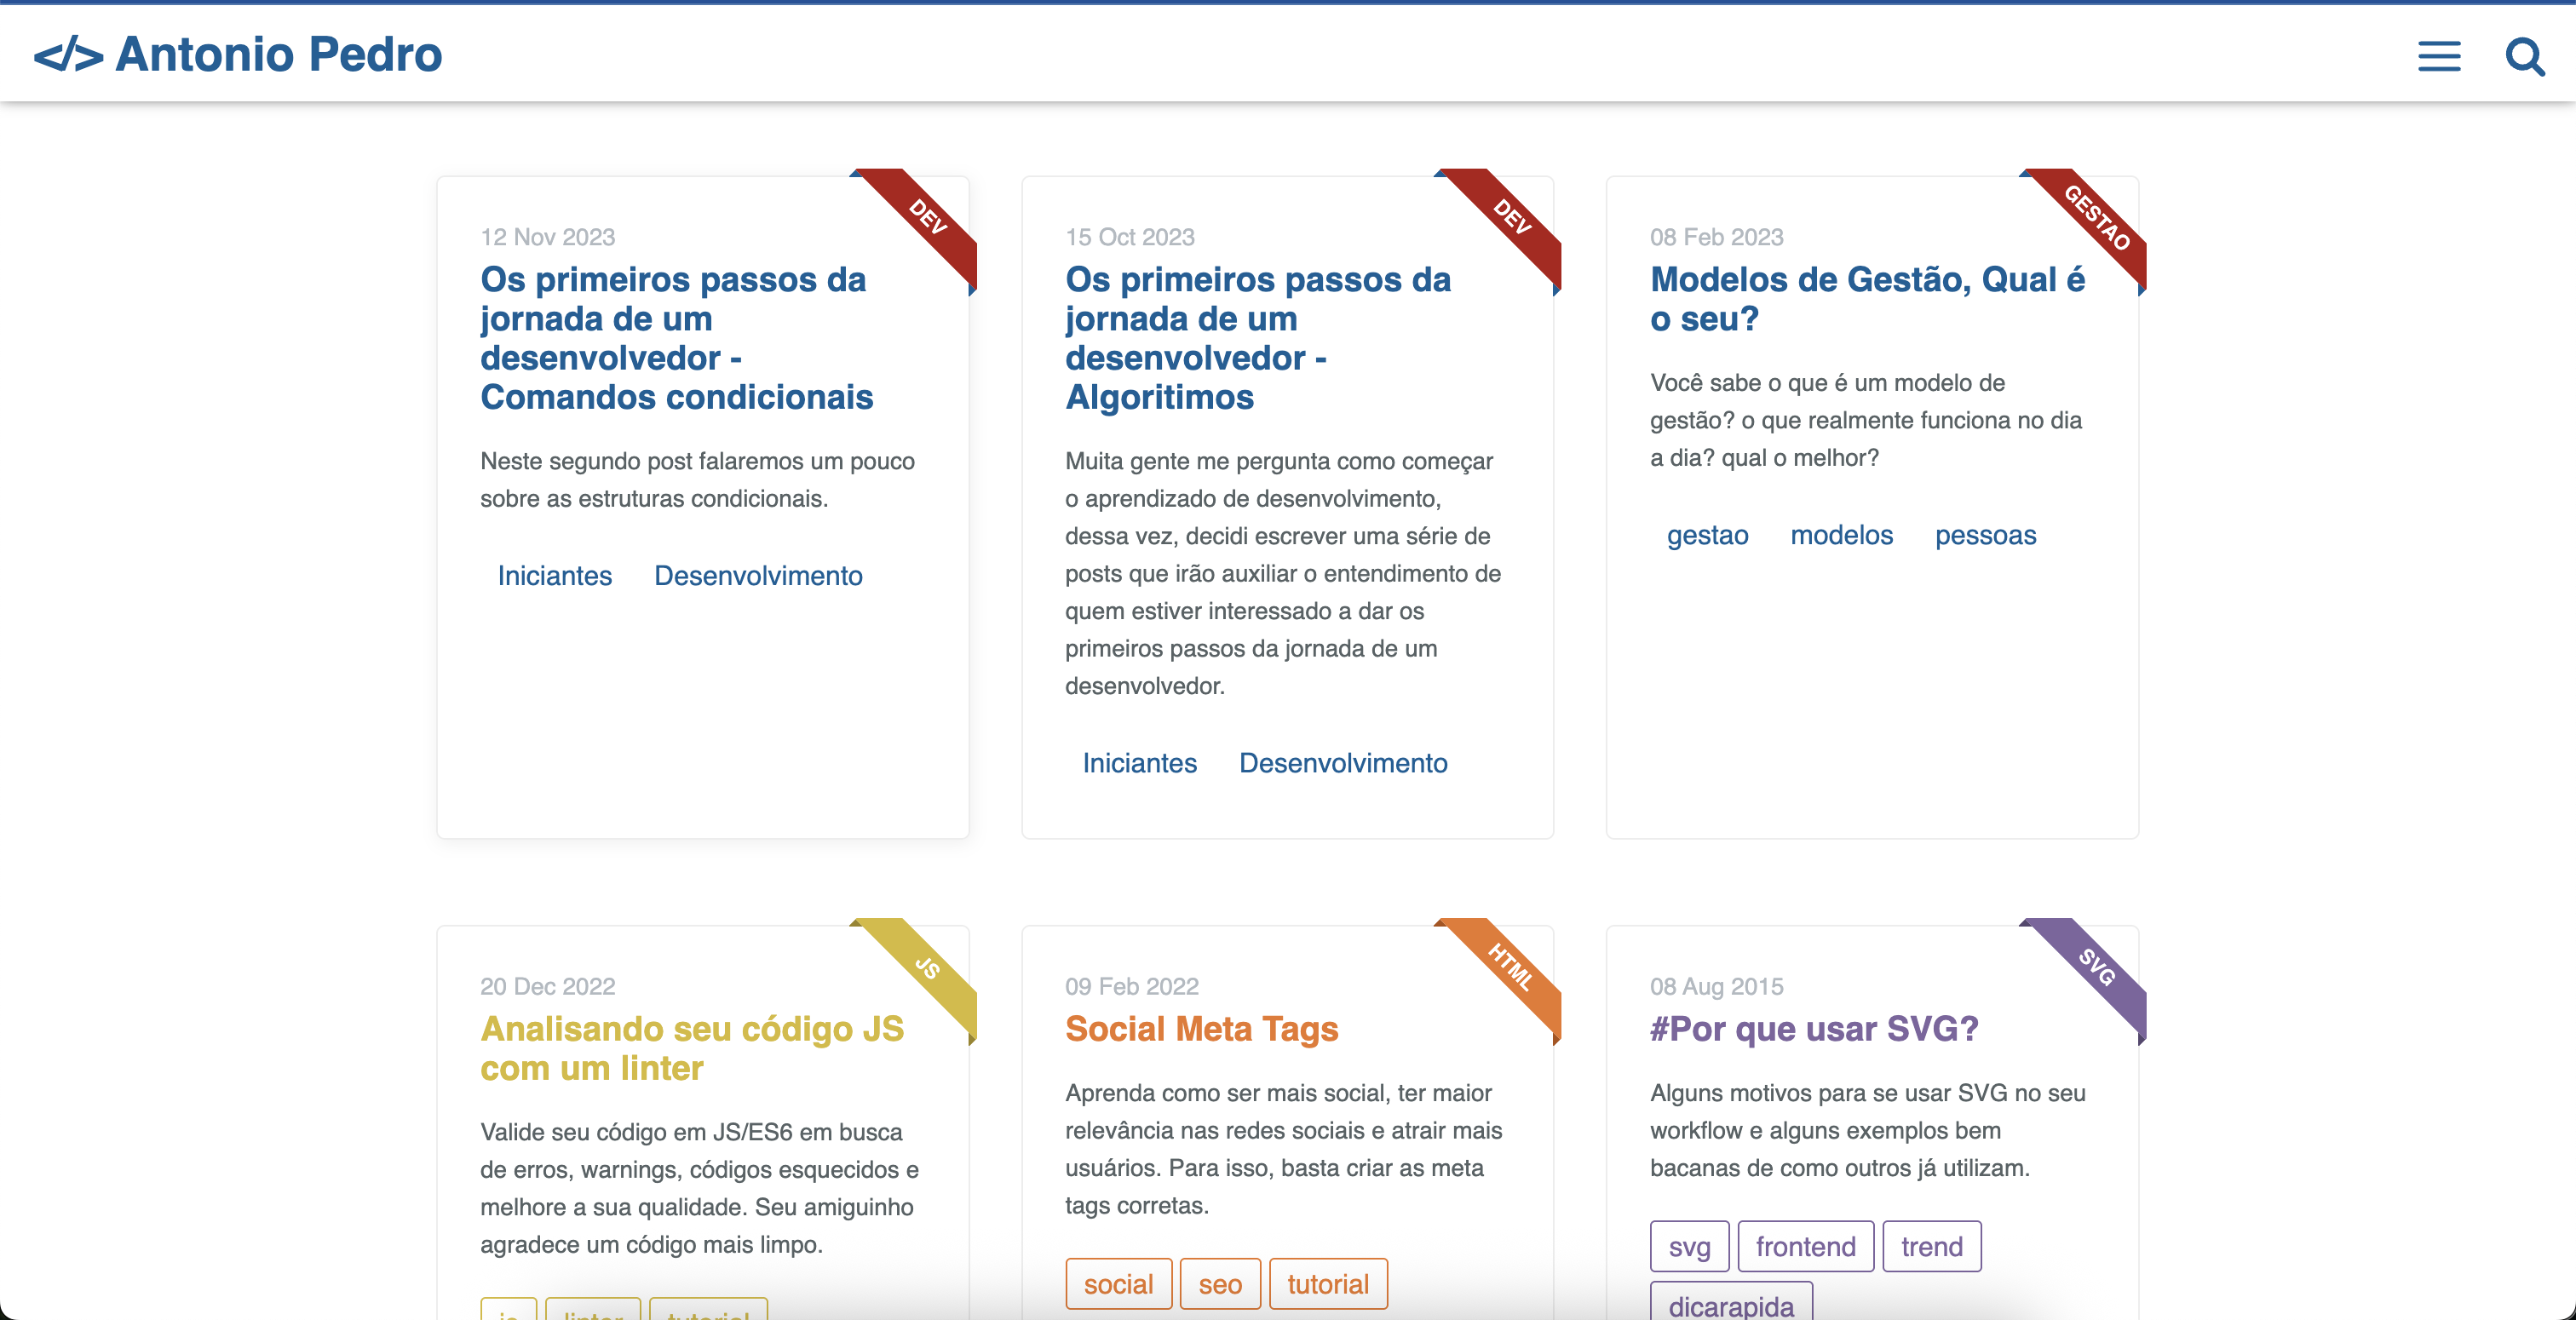 </> Antonio Pedro
DEV
12 Nov 2023
Os primeiros passos da
jornada de um
desenvolvedor -
Comandos condicionais
Neste segundo post falaremos um pouco
sobre as estruturas condicionais.
Iniciantes Desenvolvimento
DEV
15 Oct 2023
Os primeiros passos da
jornada de um
desenvolvedor -
Algoritimos
Muita gente me pergunta como começar
o aprendizado de desenvolvimento,
dessa vez, decidi escrever uma série de
posts que irão auxiliar o entendimento de
quem estiver interessado a dar os
primeiros passos da jornada de um
desenvolvedor.
Iniciantes Desenvolvimento
GESTAO
08 Feb 2023
Modelos de Gestão, Qual é
o seu?
Você sabe o que é um modelo de
gestão? o que realmente funciona no dia
a dia? qual o melhor?
gestao modelos pessoas
JS
20 Dec 2022
Analisando seu código JS
com um linter
Valide seu código em JS/ES6 em busca
de erros, warnings, códigos esquecidos e
melhore a sua qualidade. Seu amiguinho
agradece um código mais limpo.
js linter tutorial
HTML
09 Feb 2022
Social Meta Tags
Aprenda como ser mais social, ter maior
relevância nas redes sociais e atrair mais
usuários. Para isso, basta criar as meta
tags corretas.
social seo tutorial
SVG
08 Aug 2015
#Por que usar SVG?
Alguns motivos para se usar SVG no seu
workflow e alguns exemplos bem
bacanas de como outros já utilizam.
svg frontend trend
dicarapida